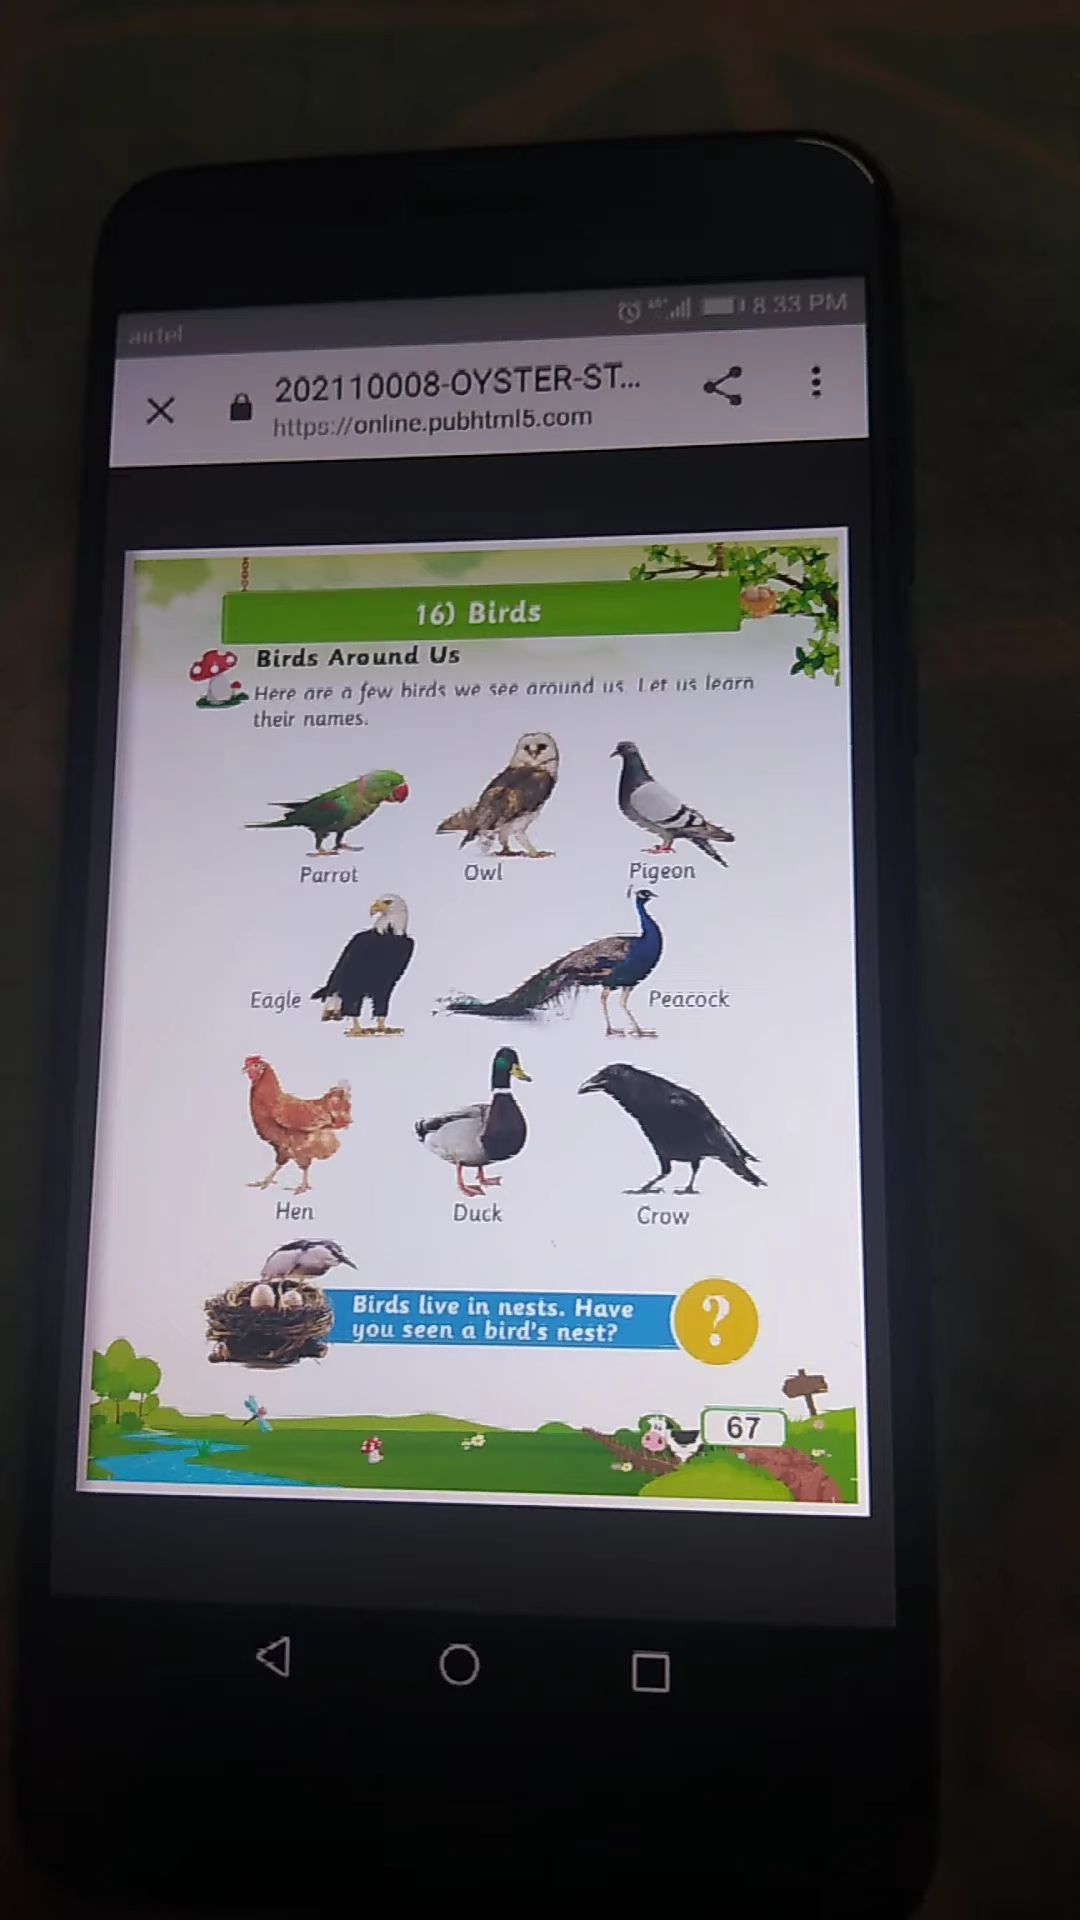 airtel 8:33 PM
202110008-OYSTER-ST...
https://online.pubhtml5.com
16) Birds
Birds Around Us
Here are a few birds we see around us. Let us learn
their names.
Parrot Owl Pigeon
Eagle Peacock
Hen Duck Crow
Birds live in nests. Have
you seen a bird's nest?
?
67